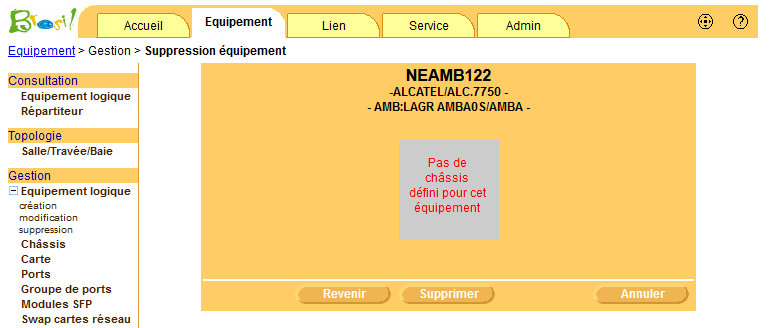 Brasil
Accueil
Equipement
Lien
Service
Admin
?
Equipement > Gestion > Suppression équipement
Consultation
Equipement logique
Répartiteur
Topologie
Salle/Travée/Baie
Gestion
Equipement logique
création
modification
suppression
Châssis
Carte
Ports
Groupe de ports
Modules SFP
Swap cartes réseau
NEAMB122
-ALCATEL/ALC.7750 -
- AMB:LAGR AMBA0S/AMBA -
Pas de
châssis
défini pour cet
équipement
Revenir
Supprimer
Annuler